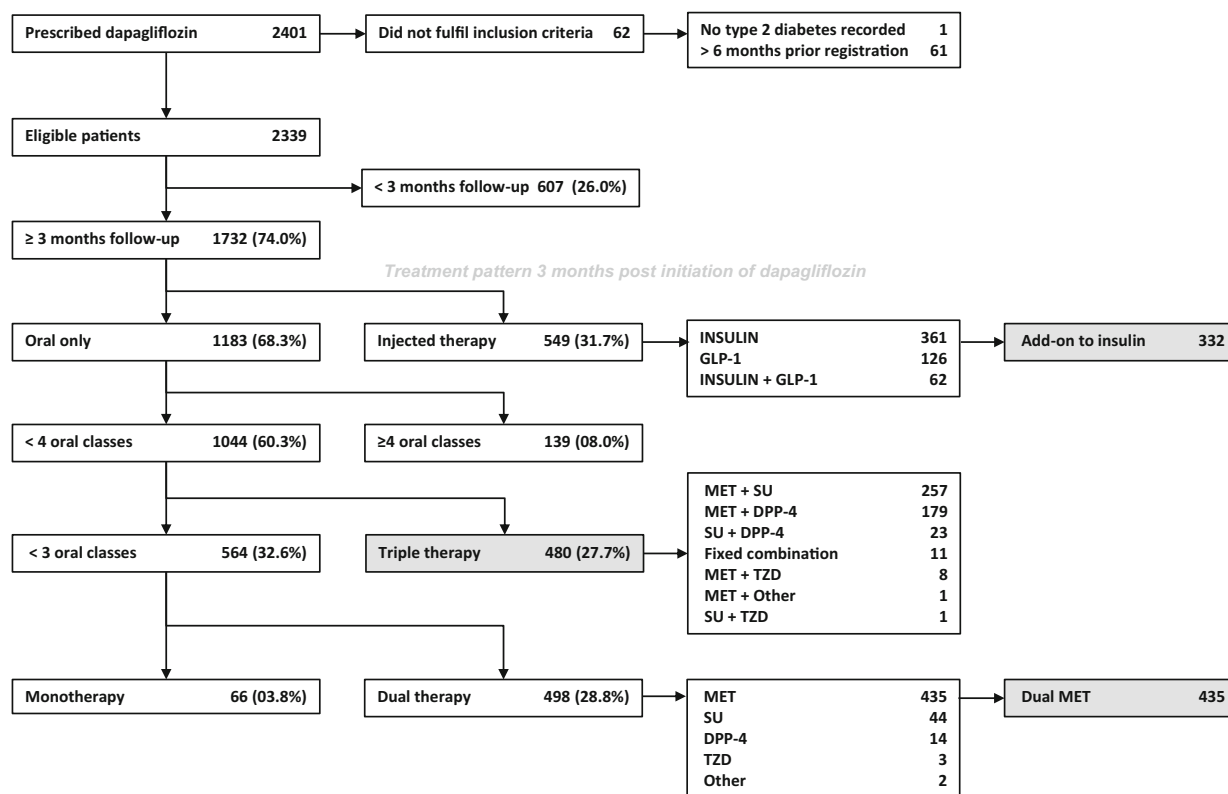 Prescribed dapagliflozin 2401
Did not fulfil inclusion criteria 62
No type 2 diabetes recorded 1
> 6 months prior registration 61
Eligible patients 2339
< 3 months follow-up 607 (26.0%)
≥ 3 months follow-up 1732 (74.0%)
Treatment pattern 3 months post initiation of dapagliflozin
Oral only 1183 (68.3%)
Injected therapy 549 (31.7%)
INSULIN 361
GLP-1 126
INSULIN + GLP-1 62
Add-on to insulin 332
< 4 oral classes 1044 (60.3%)
≥4 oral classes 139 (08.0%)
< 3 oral classes 564 (32.6%)
Triple therapy 480 (27.7%)
MET + SU 257
MET + DPP-4 179
SU + DPP-4 23
Fixed combination 11
MET + TZD 8
MET + Other 1
SU + TZD 1
Monotherapy 66 (03.8%)
Dual therapy 498 (28.8%)
MET 435
SU 44
DPP-4 14
TZD 3
Other 2
Dual MET 435